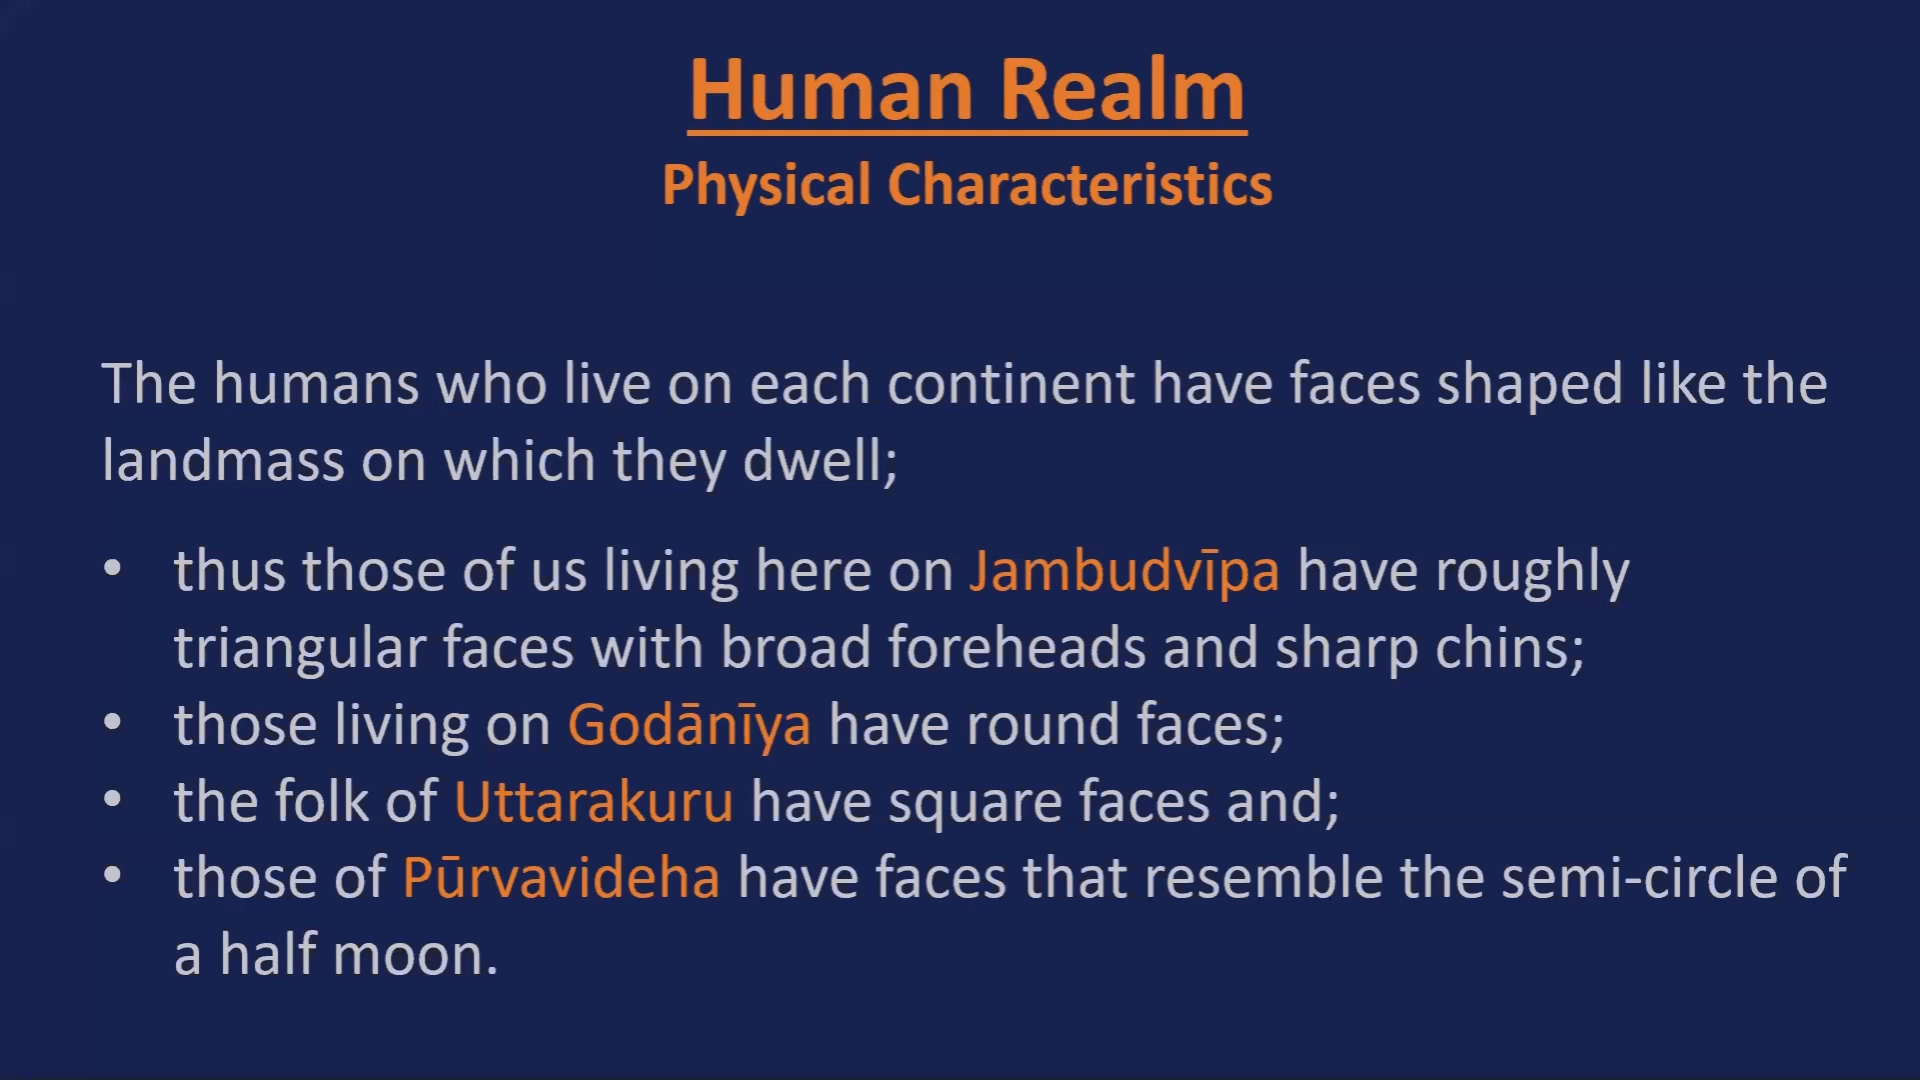 Human Realm
Physical Characteristics
The humans who live on each continent have faces shaped like the
landmass on which they dwell;
• thus those of us living here on Jambudvīpa have roughly
triangular faces with broad foreheads and sharp chins;
• those living on Godānīya have round faces;
• the folk of Uttarakuru have square faces and;
• those of Pūrvavideha have faces that resemble the semi-circle of
a half moon.